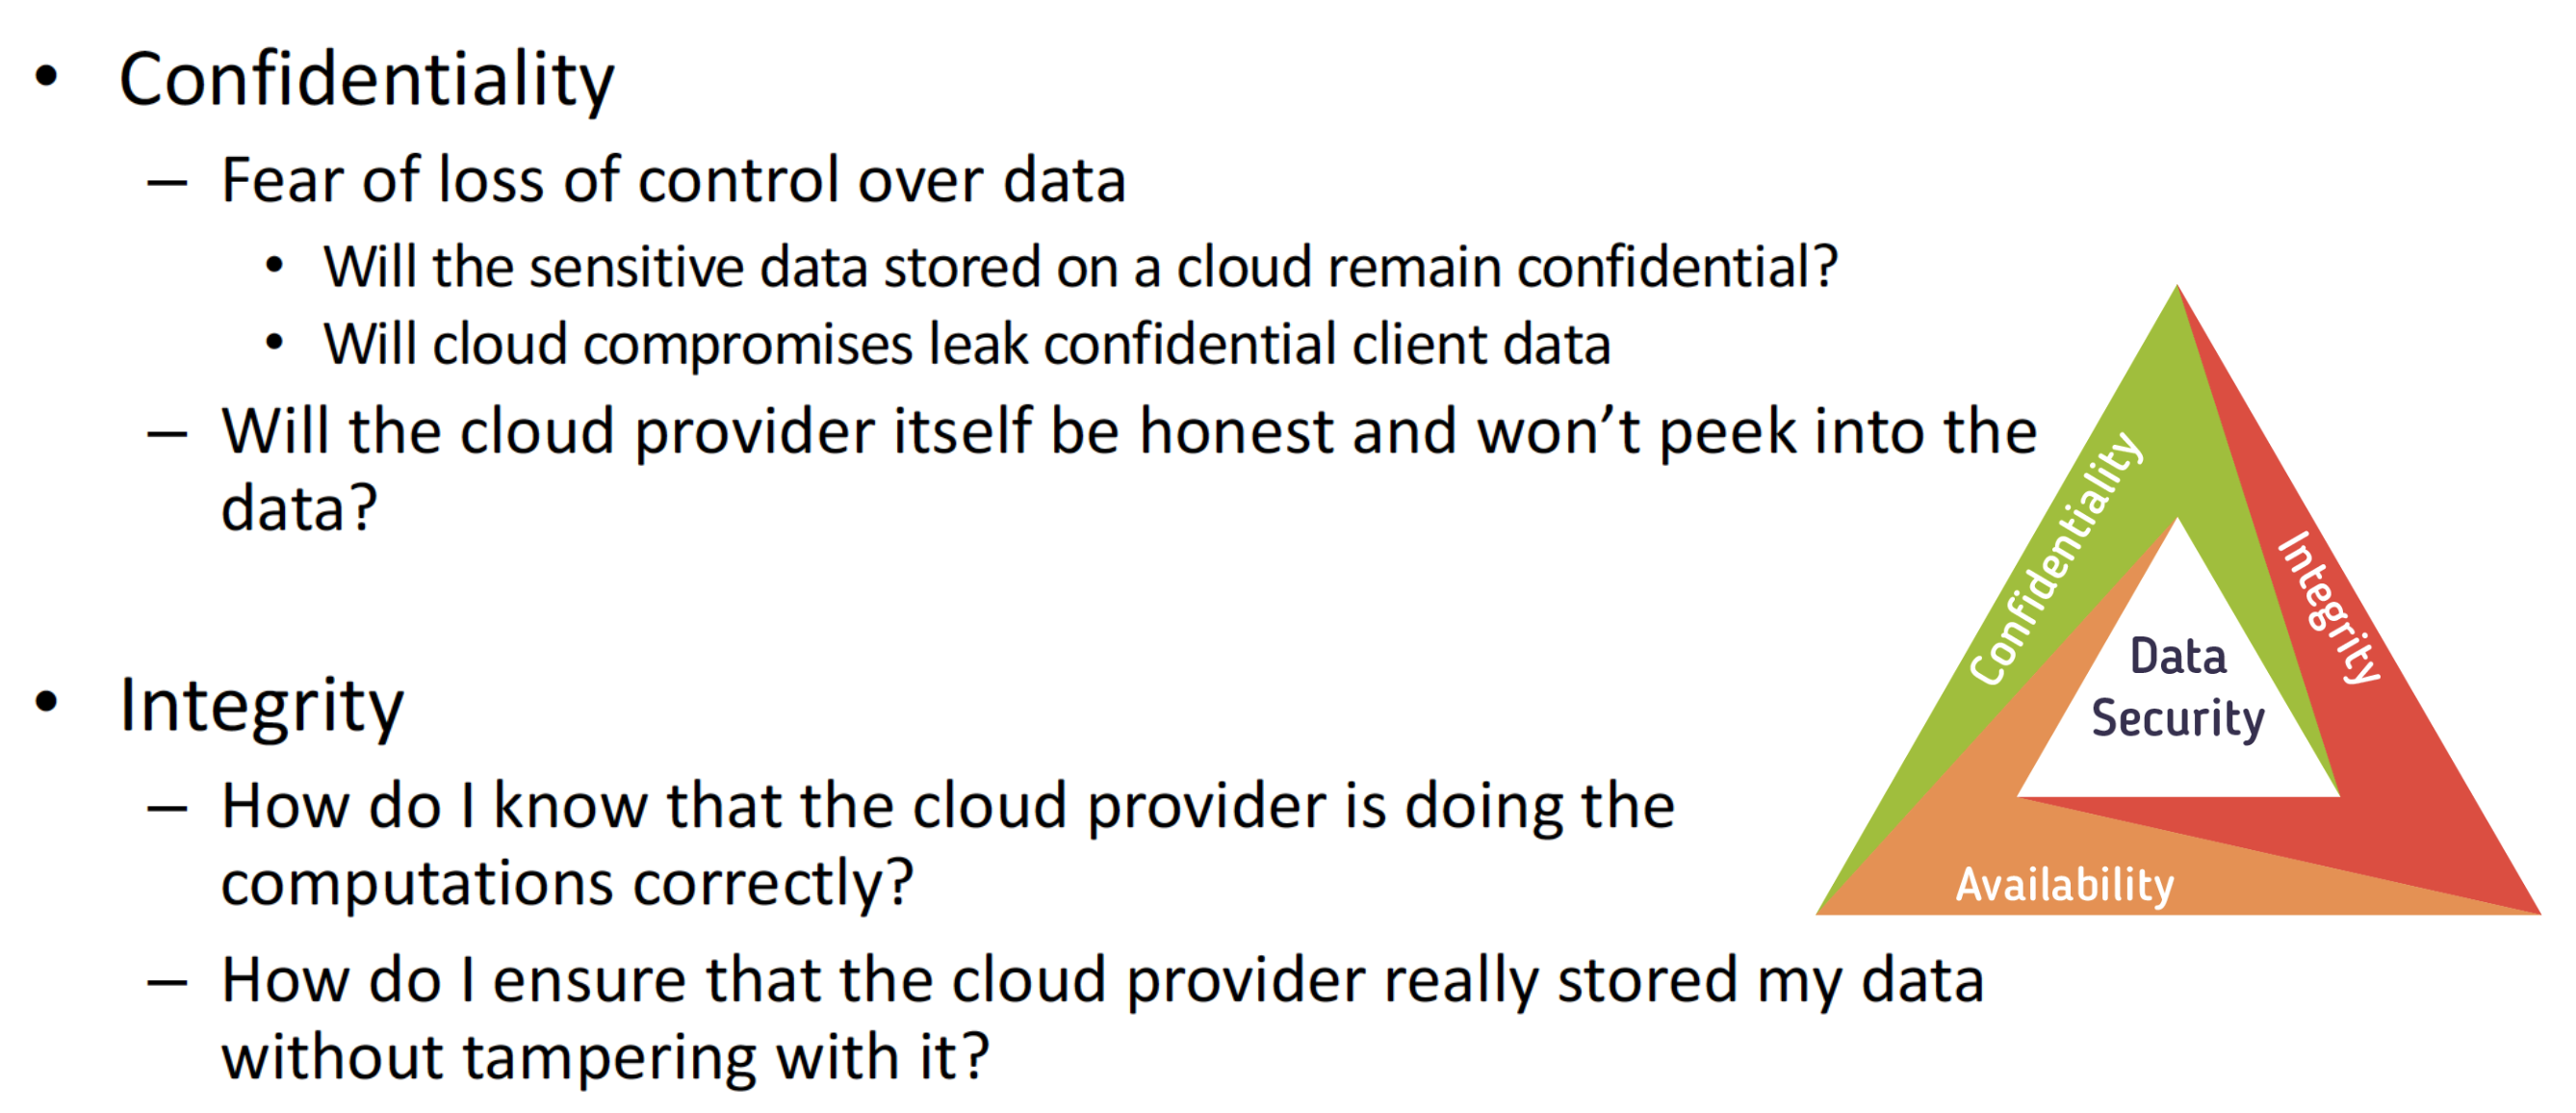 • Confidentiality
– Fear of loss of control over data
• Will the sensitive data stored on a cloud remain confidential?
• Will cloud compromises leak confidential client data
– Will the cloud provider itself be honest and won’t peek into the
data?
• Integrity
– How do I know that the cloud provider is doing the
computations correctly?
– How do I ensure that the cloud provider really stored my data
without tampering with it?
Confidentiality
Integrity
Data
Security
Availability